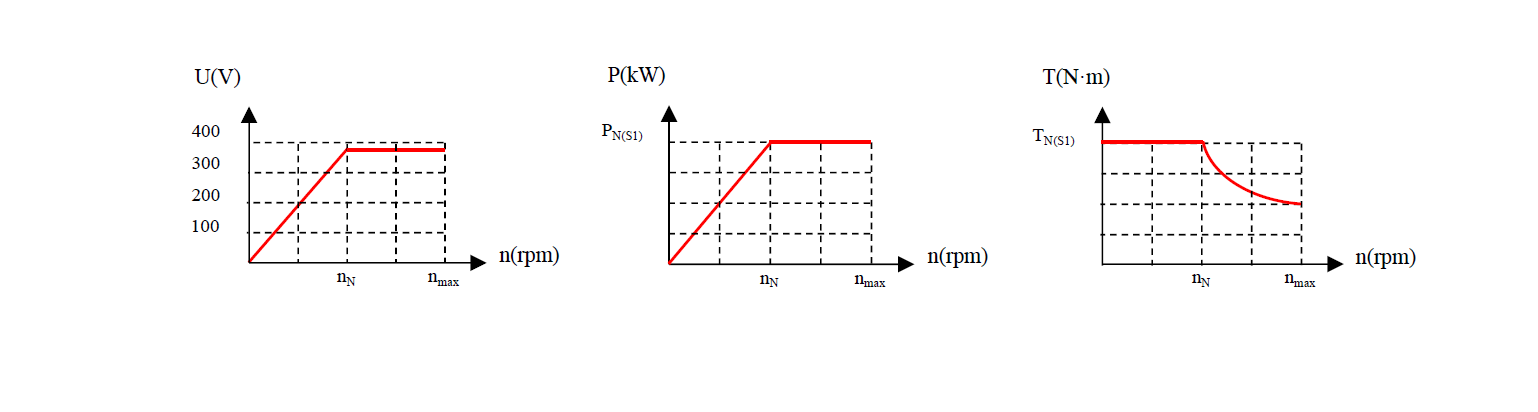 U(V)
400
300
200
100
n(rpm)
nN
nmax
P(kW)
PN(S1)
n(rpm)
nN
nmax
T(N·m)
TN(S1)
n(rpm)
nN
nmax